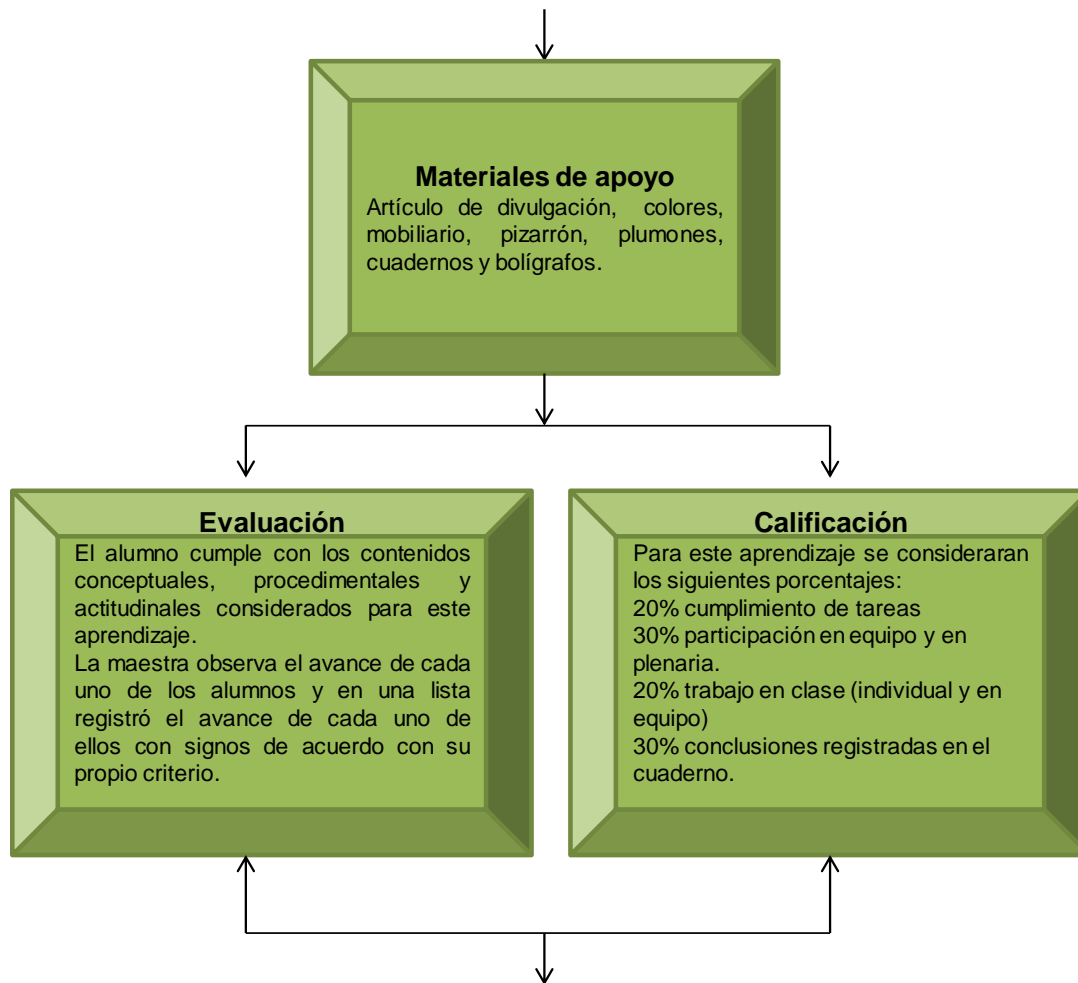 Materiales de apoyo
Artículo de divulgación, colores,
mobiliario, pizarrón, plumones,
cuadernos y bolígrafos.
Evaluación
El alumno cumple con los contenidos
conceptuales, procedimentales y
actitudinales considerados para este
aprendizaje.
La maestra observa el avance de cada
uno de los alumnos y en una lista
registró el avance de cada uno de
ellos con signos de acuerdo con su
propio criterio.
Calificación
Para este aprendizaje se consideraran
los siguientes porcentajes:
20% cumplimiento de tareas
30% participación en equipo y en
plenaria.
20% trabajo en clase (individual y en
equipo)
30% conclusiones registradas en el
cuaderno.